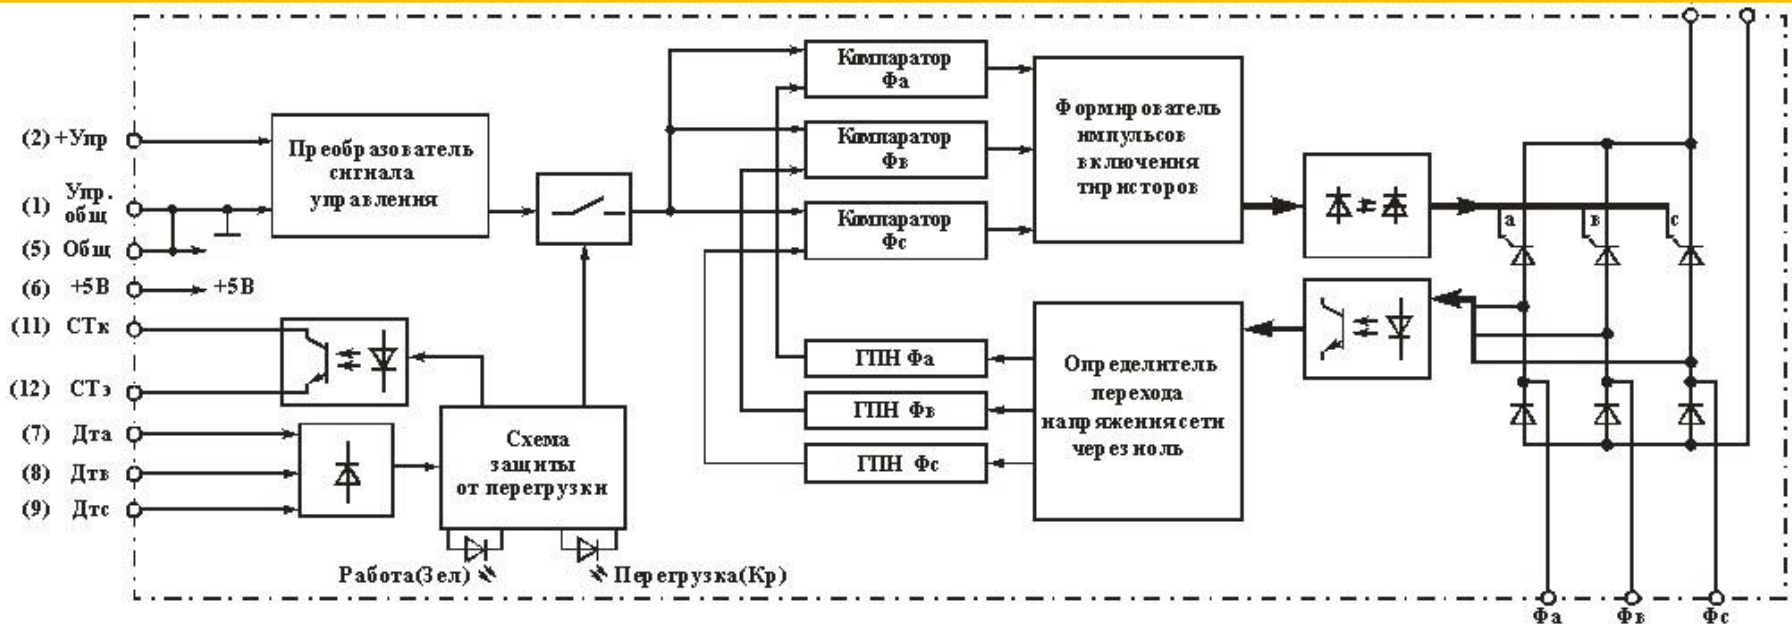 (2) +Упр
(1) Упр.
общ
(5) Общ
(6) +5В
+5В
(11) СТк
(12) СТэ
(7) Дта
(8) Дтв
(9) Дтс
Преобразователь
сигнала
управления
Схема
защиты
от перегрузки
Работа(Зел)
Перегрузка(Кр)
Компаратор
Фа
Компаратор
Фв
Компаратор
Фс
ГПН Фа
ГПН Фв
ГПН Фс
Формирователь
импульсов
включения
тиристоров
Определитель
перехода
напряжения сети
через ноль
а
в
с
Фа
Фв
Фс